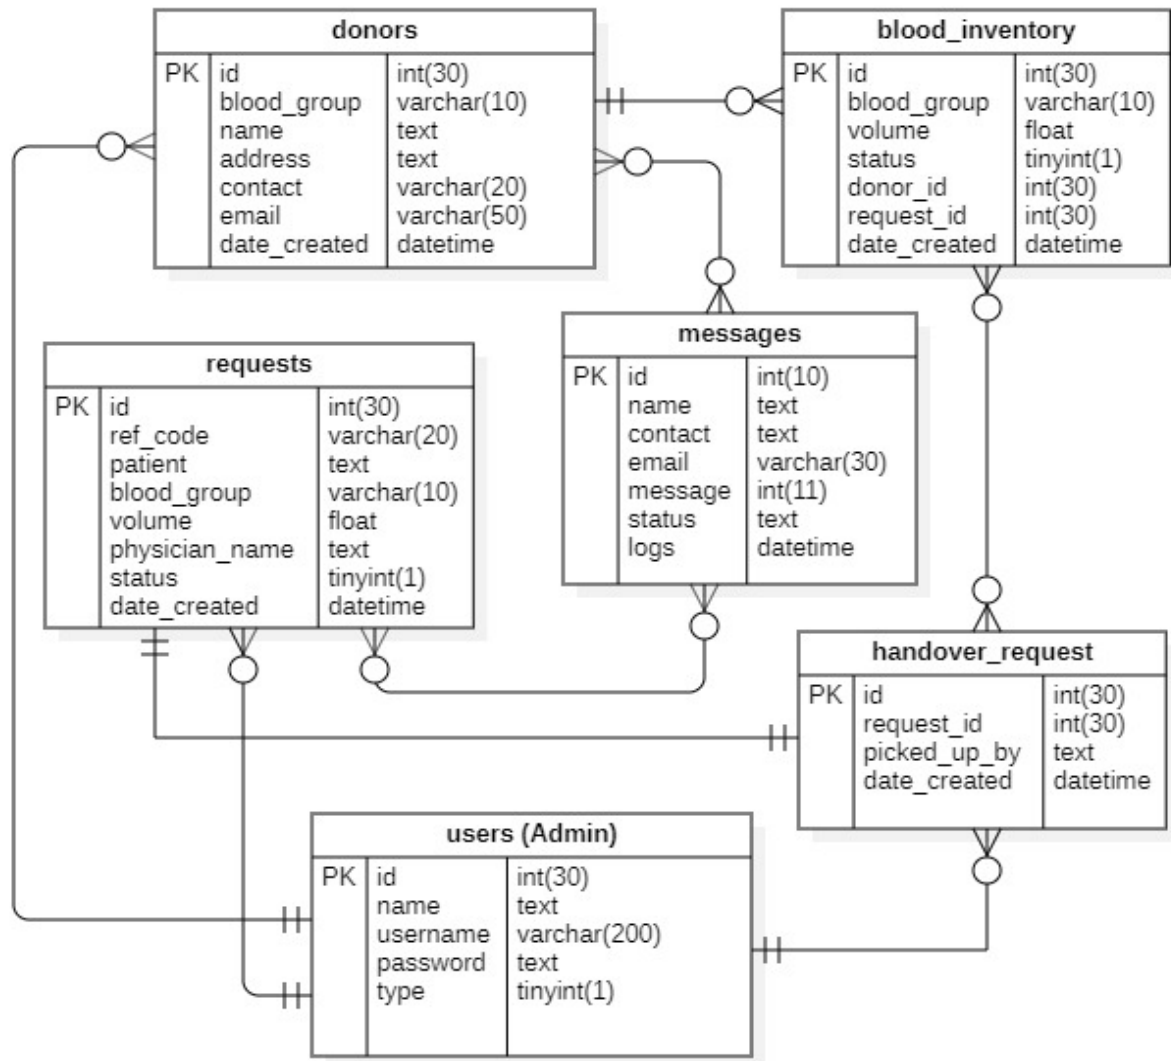 donors
PK id int(30)
blood_group varchar(10)
name text
address text
contact varchar(20)
email varchar(50)
date_created datetime
blood_inventory
PK id int(30)
blood_group varchar(10)
volume float
status tinyint(1)
donor_id int(30)
request_id int(30)
date_created datetime
requests
PK id int(30)
ref_code varchar(20)
patient text
blood_group varchar(10)
volume float
physician_name text
status tinyint(1)
date_created datetime
messages
PK id int(10)
name text
contact text
email varchar(30)
message int(11)
status text
logs datetime
handover_request
PK id int(30)
request_id int(30)
picked_up_by text
date_created datetime
users (Admin)
PK id int(30)
name text
username varchar(200)
password text
type tinyint(1)